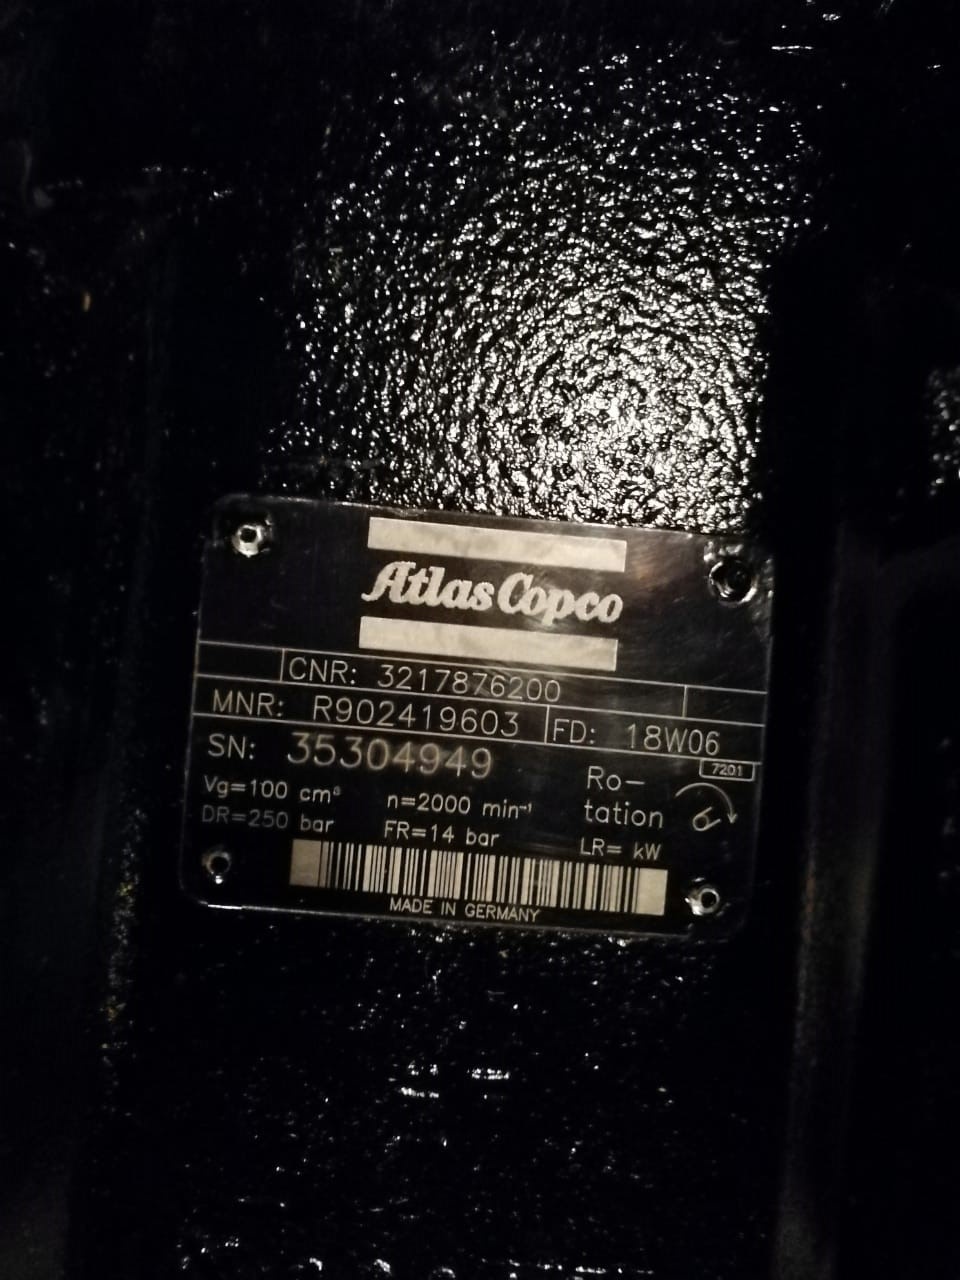 Atlas Copco
CNR: 3217876200
MNR: R902419603 FD: 18W06
SN: 35304949 7201
Ro-
tation
Vg=100 cm³ n=2000 min⁻¹
DR=250 bar FR=14 bar LR= kW
MADE IN GERMANY